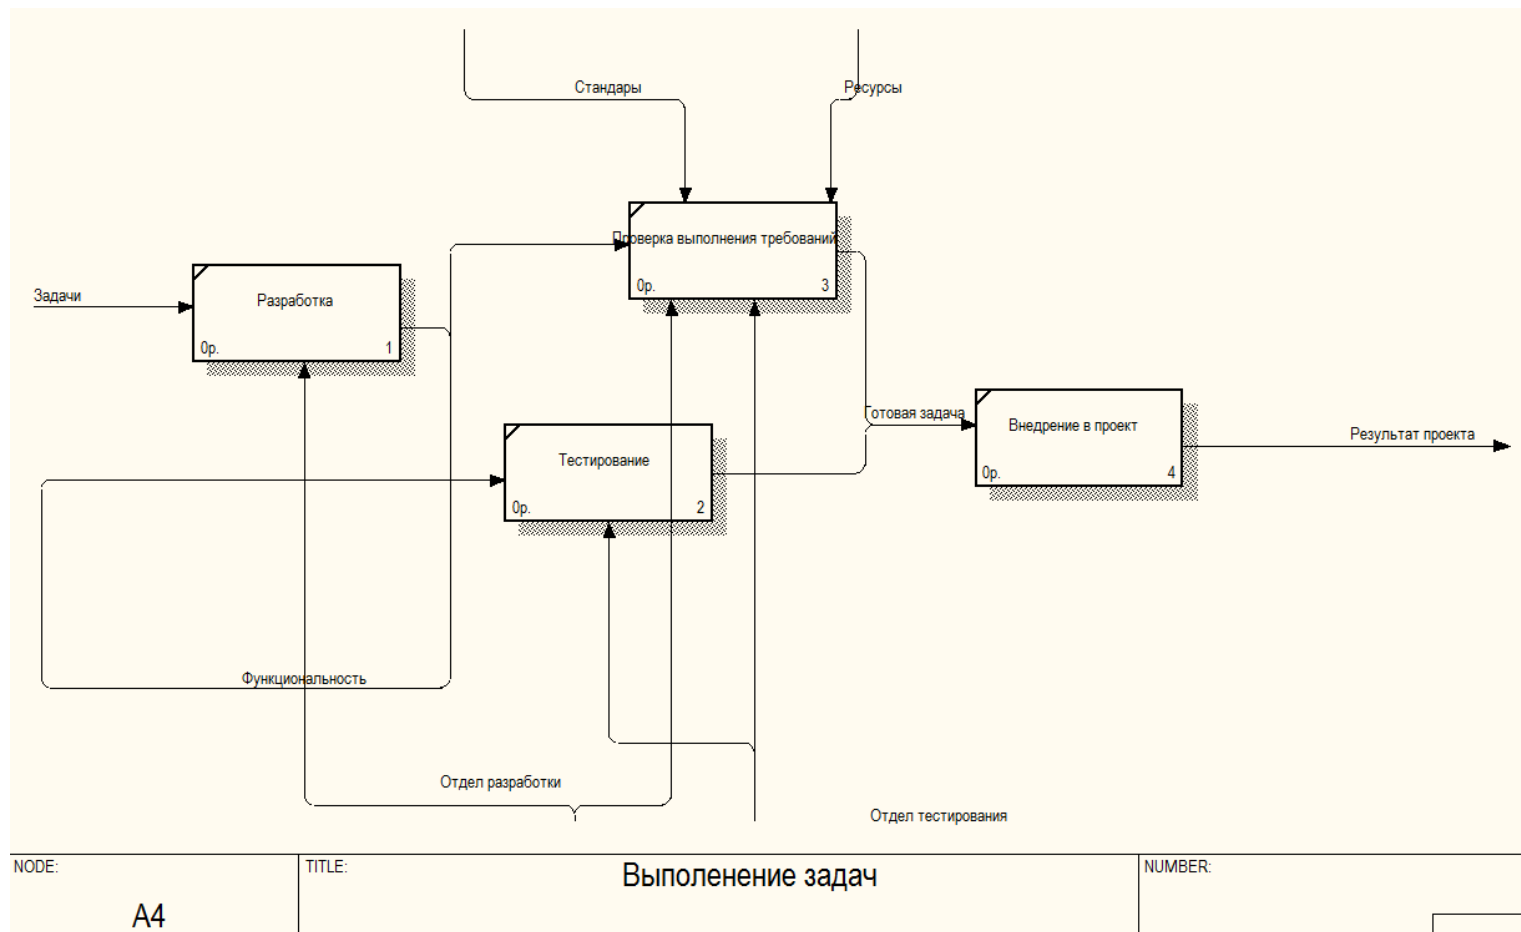 Стандары
Ресурсы
Проверка выполнения требований
0р.
3
Задачи
Разработка
0р.
1
Готовая задача
Внедрение в проект
0р.
4
Результат проекта
Тестирование
0р.
2
Функциональность
Отдел разработки
Отдел тестирования
NODE:
TITLE:
NUMBER:
Выполенение задач
A4